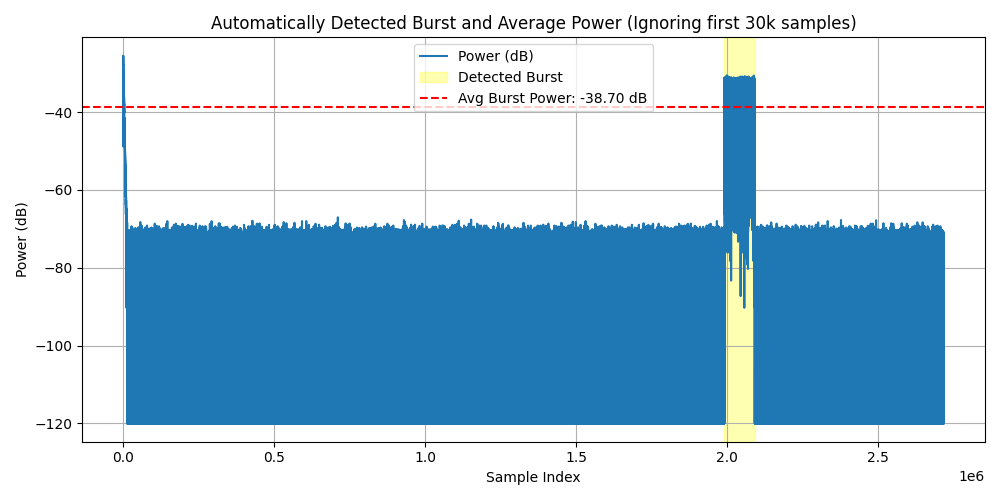 Automatically Detected Burst and Average Power (Ignoring first 30k samples)
Power (dB)
Detected Burst
Avg Burst Power: -38.70 dB
Power (dB)
−40
−60
−80
−100
−120
0.0 0.5 1.0 1.5 2.0 2.5
1e6
Sample Index